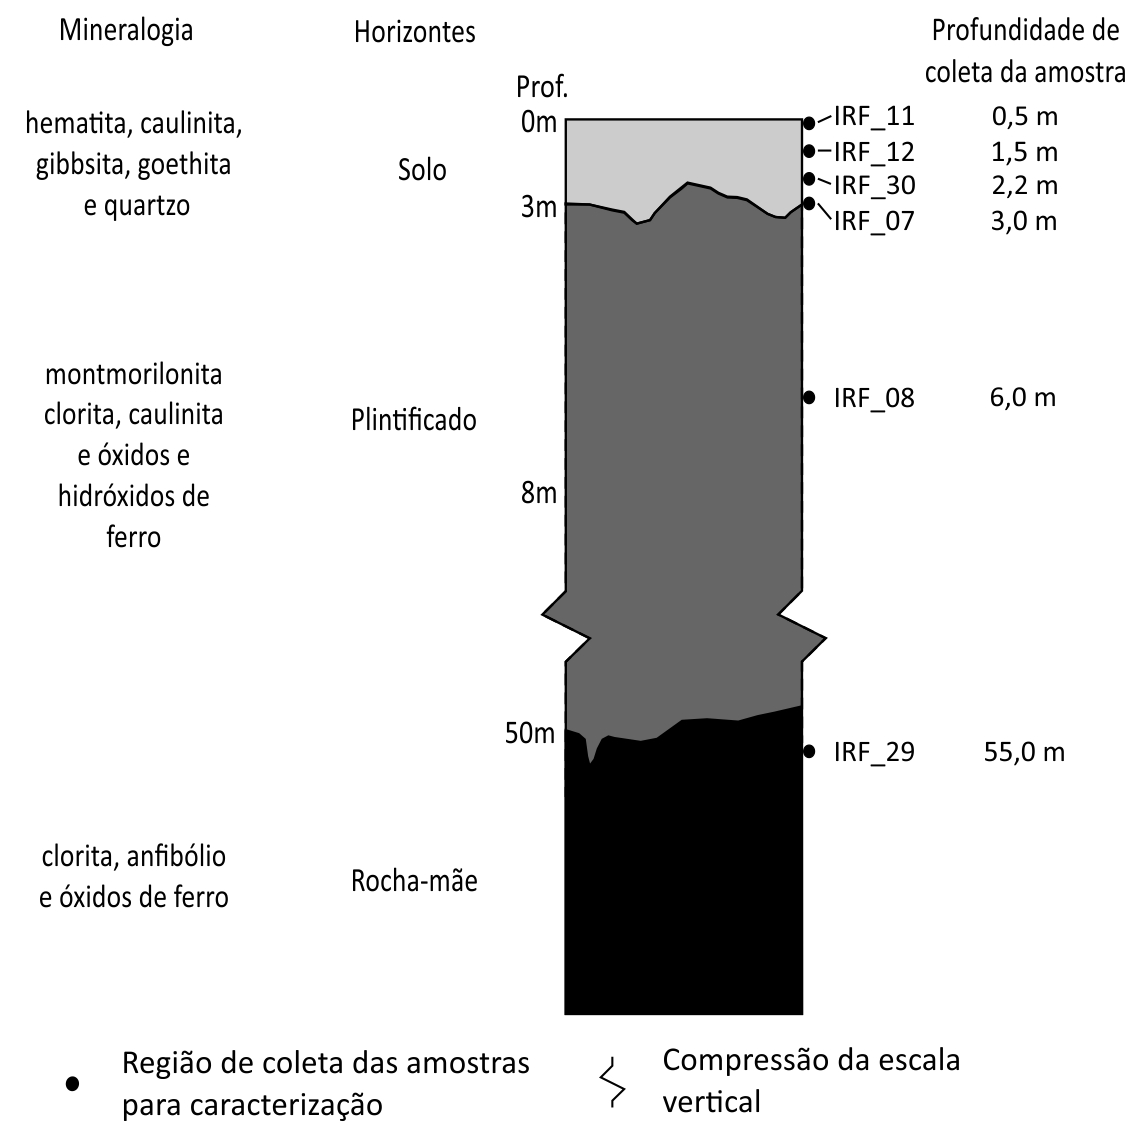 Mineralogia
Horizontes
Profundidade de
coleta da amostra
Prof.
0m
hematita, caulinita,
gibbsita, goethita
e quartzo
Solo
3m
IRF_11 0,5 m
IRF_12 1,5 m
IRF_30 2,2 m
IRF_07 3,0 m
montmorilonita
clorita, caulinita
e óxidos e
hidróxidos de
ferro
Plintificado
IRF_08 6,0 m
8m
50m
IRF_29 55,0 m
clorita, anfibólio
e óxidos de ferro
Rocha-mãe
Região de coleta das amostras
para caracterização
Compressão da escala
vertical